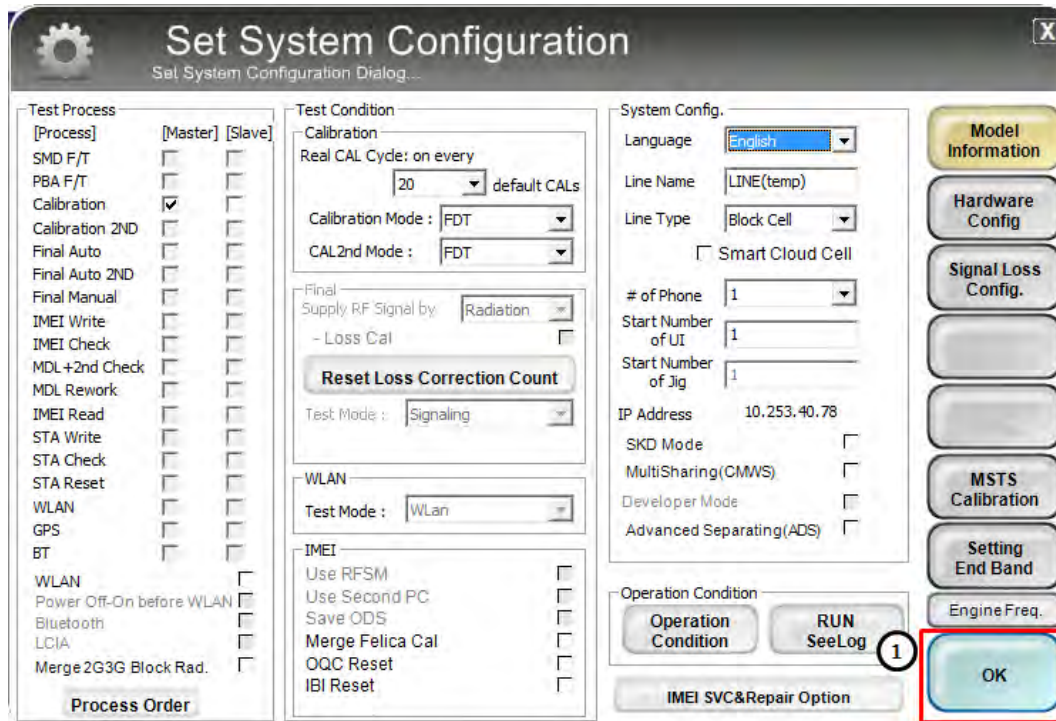 Set System Configuration
Set System Configuration Dialog...
X
Test Process
[Process] [Master] [Slave]
SMD F/T
PBA F/T
Calibration
Calibration 2ND
Final Auto
Final Auto 2ND
Final Manual
IMEI Write
IMEI Check
MDL+2nd Check
MDL Rework
IMEI Read
STA Write
STA Check
STA Reset
WLAN
GPS
BT
WLAN
Power Off-On before WLAN
Bluetooth
LCIA
Merge 2G3G Block Rad.
Process Order
Test Condition
Calibration
Real CAL Cycle: on every
20 default CALs
Calibration Mode : FDT
CAL2nd Mode : FDT
Final
Supply RF Signal by Radiation
- Loss Cal
Reset Loss Correction Count
Test Mode : Signaling
WLAN
Test Mode : WLan
IMEI
Use RFSM
Use Second PC
Save ODS
Merge Felica Cal
OQC Reset
IBI Reset
System Config.
Language English
Line Name LINE(temp)
Line Type Block Cell
Smart Cloud Cell
# of Phone 1
Start Number
of UI 1
Start Number
of Jig 1
IP Address 10.253.40.78
SKD Mode
MultiSharing(CMWS)
Developer Mode
Advanced Separating(ADS)
Operation Condition
Operation
Condition
RUN
SeeLog
1
IMEI SVC&Repair Option
Model
Information
Hardware
Config
Signal Loss
Config.
MSTS
Calibration
Setting
End Band
Engine Freq.
OK